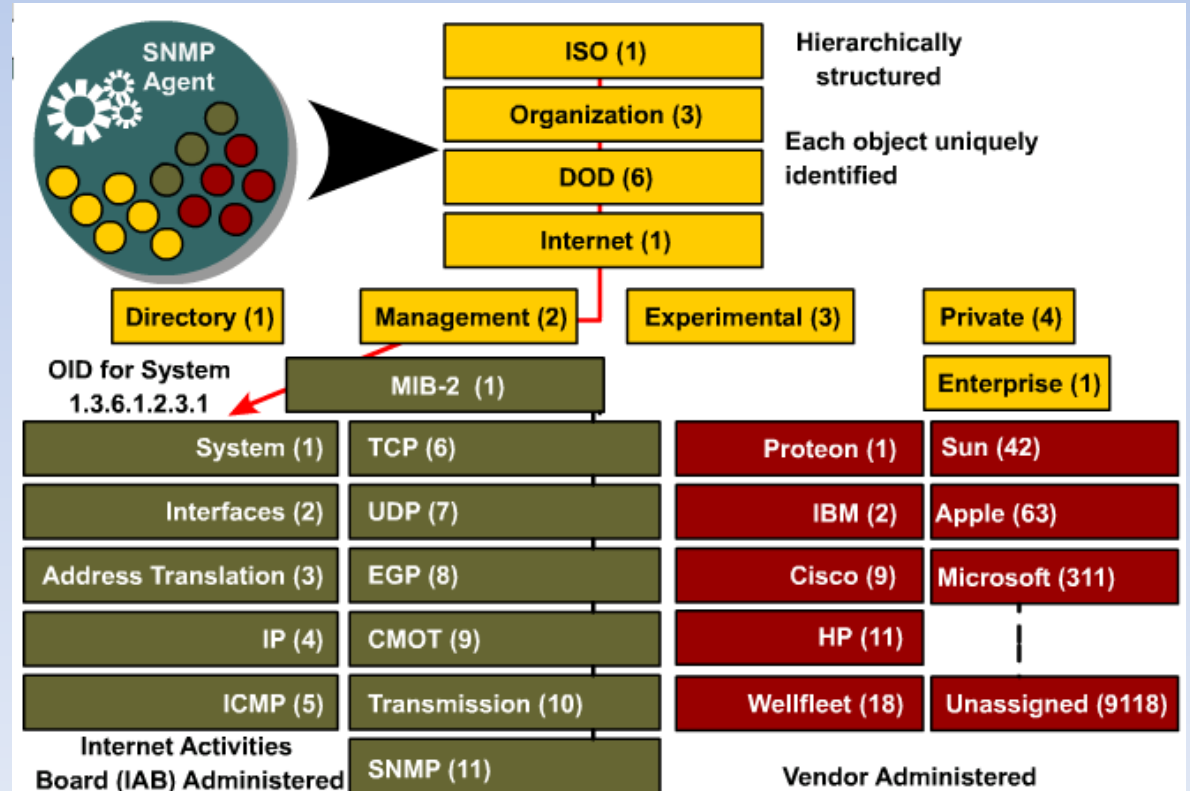 SNMP
Agent
ISO (1)
Organization (3)
DOD (6)
Internet (1)
Hierarchically
structured
Each object uniquely
identified
Directory (1)
Management (2)
Experimental (3)
Private (4)
OID for System
1.3.6.1.2.3.1
MIB-2 (1)
Enterprise (1)
System (1)
TCP (6)
Proteon (1)
Sun (42)
Interfaces (2)
UDP (7)
IBM (2)
Apple (63)
Address Translation (3)
EGP (8)
Cisco (9)
Microsoft (311)
IP (4)
CMOT (9)
HP (11)
ICMP (5)
Transmission (10)
Wellfleet (18)
Unassigned (9118)
Internet Activities
Board (IAB) Administered
SNMP (11)
Vendor Administered